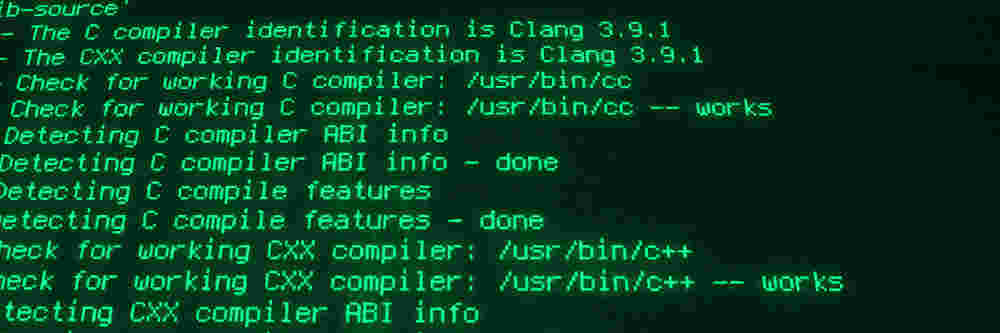 ib-source'
- The C compiler identification is Clang 3.9.1
- The CXX compiler identification is Clang 3.9.1
Check for working C compiler: /usr/bin/cc
Check for working C compiler: /usr/bin/cc -- works
Detecting C compiler ABI info
Detecting C compiler ABI info - done
Detecting C compile features
etecting C compile features - done
heck for working CXX compiler: /usr/bin/c++
heck for working CXX compiler: /usr/bin/c++ -- works
tecting CXX compiler ABI info